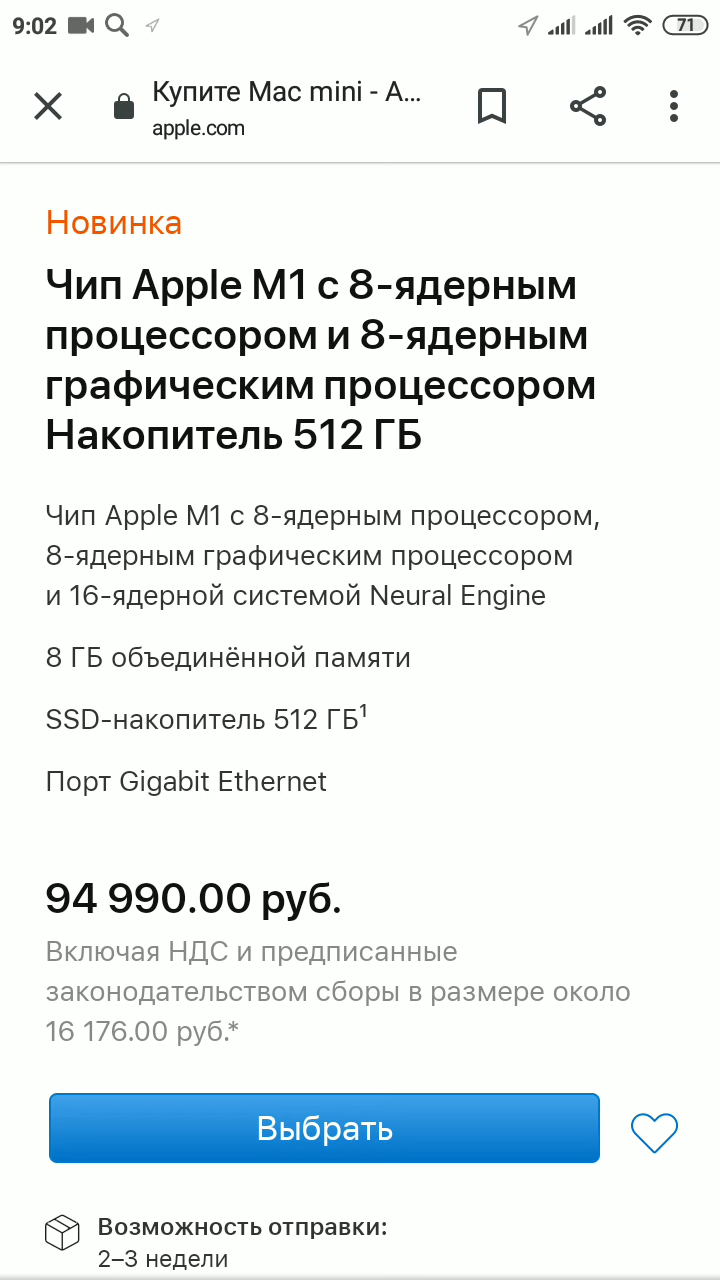 9:02
71
Купите Mac mini - A...
apple.com
Новинка
Чип Apple M1 с 8-ядерным
процессором и 8-ядерным
графическим процессором
Накопитель 512 ГБ
Чип Apple M1 с 8-ядерным процессором,
8-ядерным графическим процессором
и 16-ядерной системой Neural Engine
8 ГБ объединённой памяти
SSD-накопитель 512 ГБ¹
Порт Gigabit Ethernet
94 990.00 руб.
Включая НДС и предписанные
законодательством сборы в размере около
16 176.00 руб.*
Выбрать
Возможность отправки:
2–3 недели